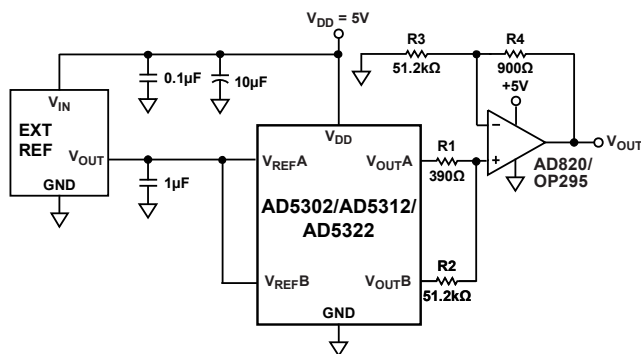 V_DD = 5V
R3
51.2kΩ
R4
900Ω
+5V
0.1µF
10µF
V_IN
EXT
REF
V_OUT
GND
1µF
V_DD
V_REFA
V_OUTA
R1
390Ω
−
+
V_OUT
AD820/
OP295
AD5302/AD5312/
AD5322
V_REFB
V_OUTB
R2
51.2kΩ
GND